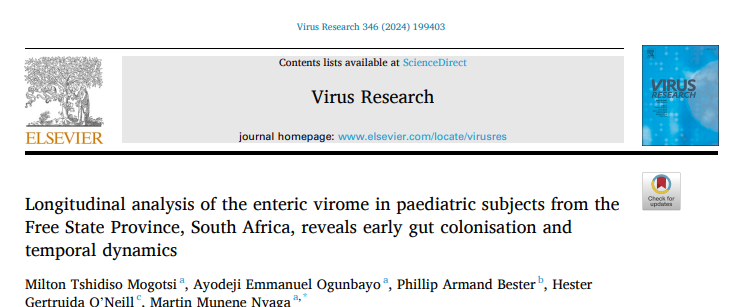 Virus Research 346 (2024) 199403
Contents lists available at ScienceDirect
Virus Research
journal homepage: www.elsevier.com/locate/virusres
ELSEVIER
VIRUS
RESEARCH
Check for
updates
Longitudinal analysis of the enteric virome in paediatric subjects from the
Free State Province, South Africa, reveals early gut colonisation and
temporal dynamics
Milton Tshidiso Mogotsi a, Ayodeji Emmanuel Ogunbayo a, Phillip Armand Bester b, Hester
Gertruida O'Neill c, Martin Munene Nyaga a,*